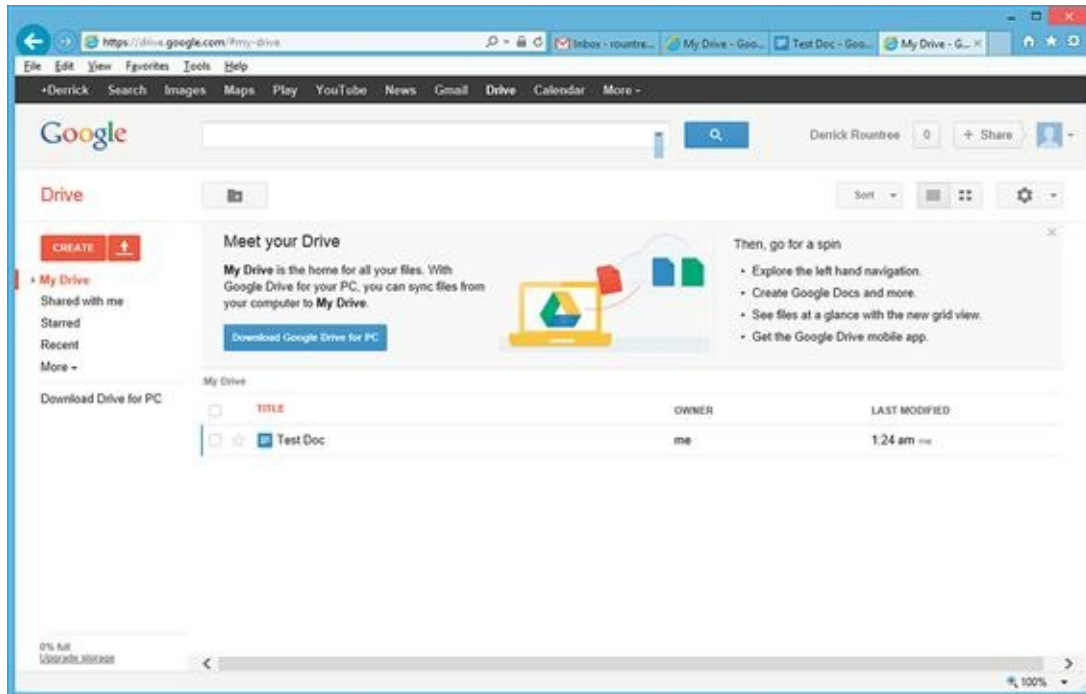 https://drive.google.com/#my-drive
Inbox - rountre...
My Drive - Goo...
Test Doc - Goo...
My Drive - G...
File Edit View Favorites Tools Help
+Derrick Search Images Maps Play YouTube News Gmail Drive Calendar More
Google
Derrick Rountree
0
+ Share
Drive
Sort
CREATE
My Drive
Shared with me
Starred
Recent
More
Download Drive for PC
Meet your Drive
My Drive is the home for all your files. With
Google Drive for your PC, you can sync files from
your computer to My Drive.
Download Google Drive for PC
Then, go for a spin
• Explore the left hand navigation.
• Create Google Docs and more.
• See files at a glance with the new grid view.
• Get the Google Drive mobile app.
My Drive
TITLE OWNER LAST MODIFIED
Test Doc me 1:24 am me
0% full
Upgrade storage
100%